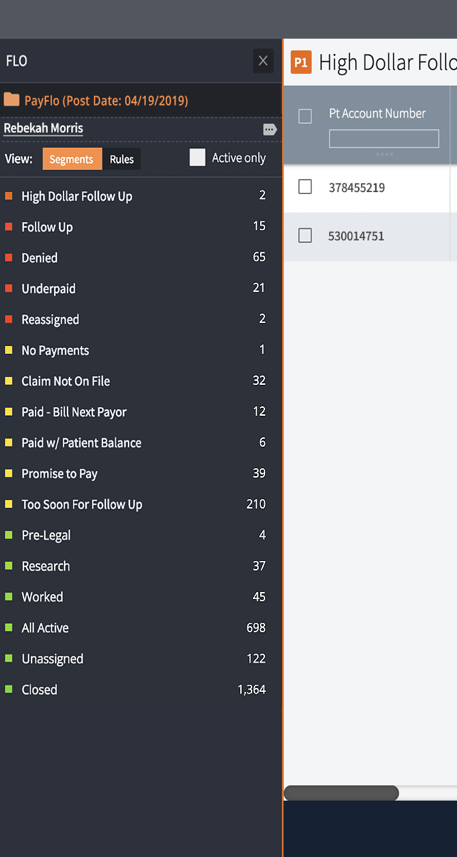 FLO X
PayFlo (Post Date: 04/19/2019)
Rebekah Morris
View: Segments Rules Active only
High Dollar Follow Up 2
Follow Up 15
Denied 65
Underpaid 21
Reassigned 2
No Payments 1
Claim Not On File 32
Paid - Bill Next Payor 12
Paid w/ Patient Balance 6
Promise to Pay 39
Too Soon For Follow Up 210
Pre-Legal 4
Research 37
Worked 45
All Active 698
Unassigned 122
Closed 1,364
P1 High Dollar Follo
Pt Account Number
378455219
530014751